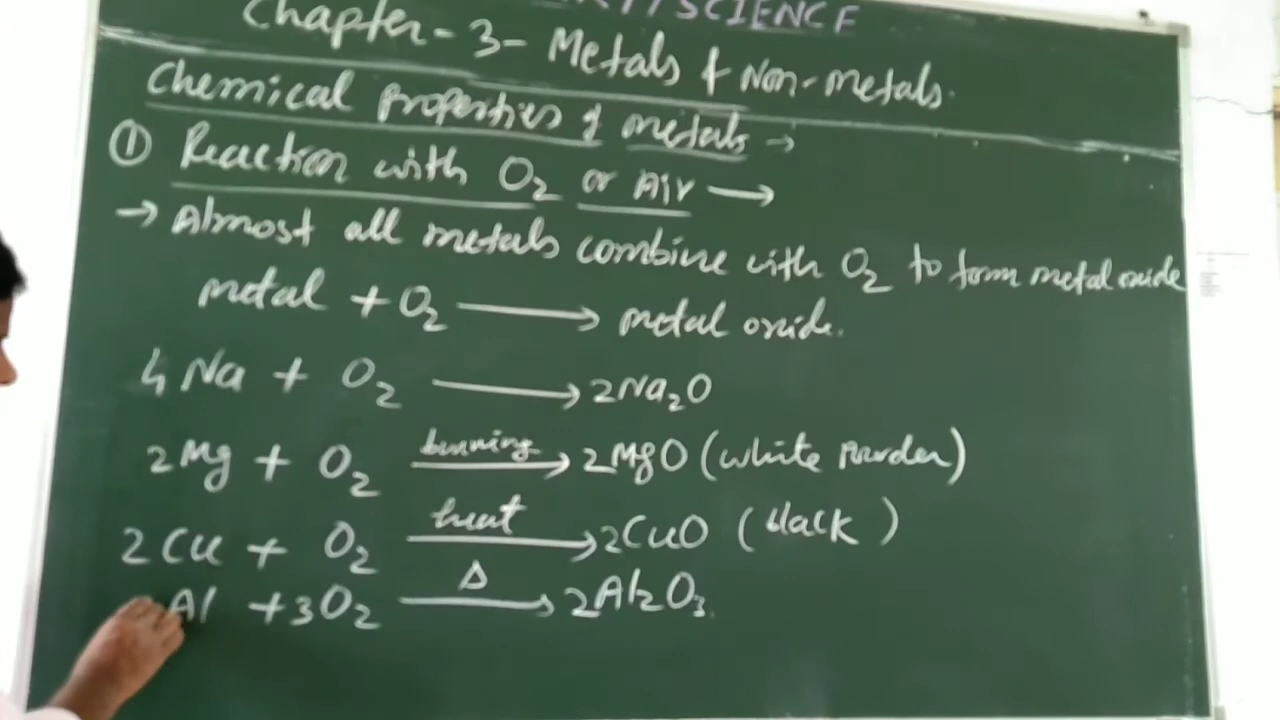 SCIENCE
Chapter-3- Metals & Non-metals.
Chemical properties of metals →
① Reaction with O₂ or Air →
→ Almost all metals combine with O₂ to form metal oxide
metal + O₂ → metal oxide.
4Na + O₂ → 2Na₂O
2Mg + O₂ burning → 2MgO (white Powder)
2Cu + O₂ heat → 2CuO (black)
Al + 3O₂ Δ → 2Al₂O₃.